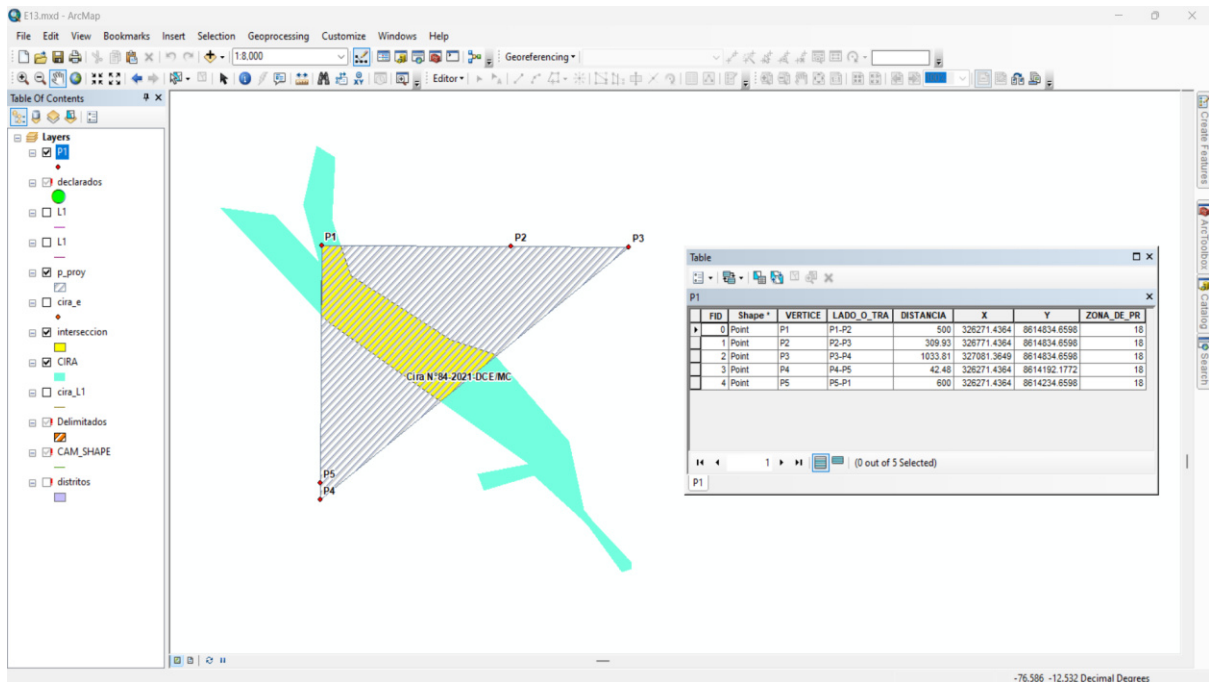 E13.mxd - ArcMap
File Edit View Bookmarks Insert Selection Geoprocessing Customize Windows Help
1:8,000 Georeferencing
Editor
Table Of Contents
Layers
P1
declarados
L1
L1
p_proy
cira_e
interseccion
CIRA
cira_L1
Delimitados
CAM_SHAPE
distritos
P1
P2
P3
Cira N°84-2021-DCE/MC
P5
P4
Table
P1
FID Shape * VERTICE LADO_O_TRA DISTANCIA X Y ZONA_DE_PR
0 Point P1 P1-P2 500 326271.4364 8614834.6598 18
1 Point P2 P2-P3 309.93 326771.4364 8614834.6598 18
2 Point P3 P3-P4 1033.81 327081.3649 8614834.6598 18
3 Point P4 P4-P5 42.48 326271.4364 8614192.1772 18
4 Point P5 P5-P1 600 326271.4364 8614234.6598 18
1 (0 out of 5 Selected)
P1
Create Features
ArcToolbox
Catalog
Search
-76.586 -12.532 Decimal Degrees